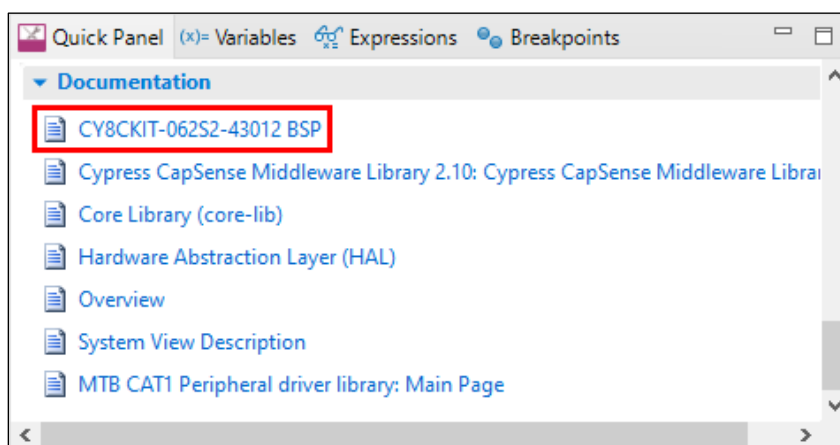 Quick Panel (x)= Variables Expressions Breakpoints
Documentation
CY8CKIT-062S2-43012 BSP
Cypress CapSense Middleware Library 2.10: Cypress CapSense Middleware Librar
Core Library (core-lib)
Hardware Abstraction Layer (HAL)
Overview
System View Description
MTB CAT1 Peripheral driver library: Main Page